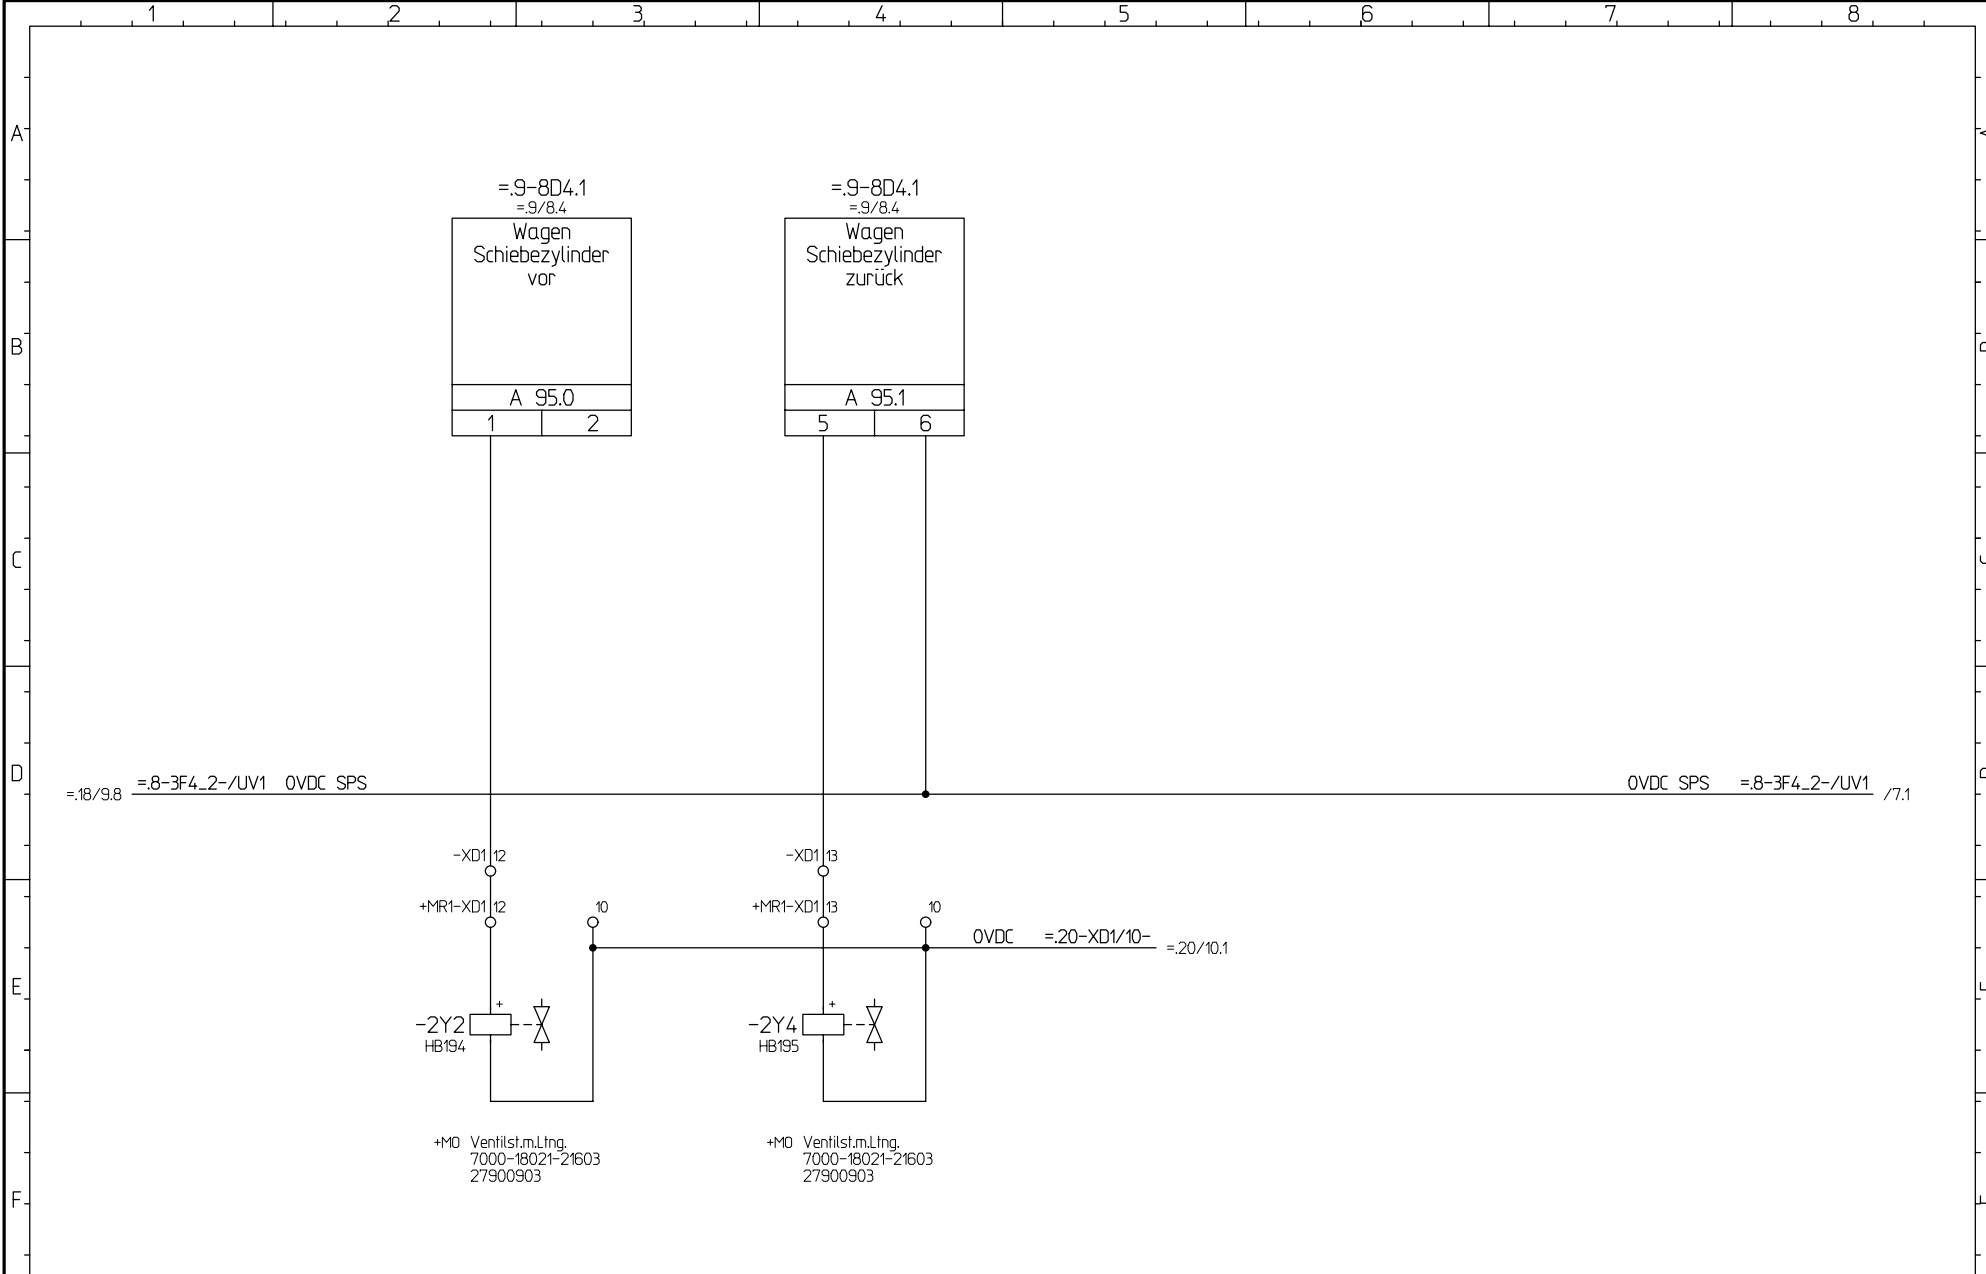 1 2 3 4 5 6 7 8
A
=.9-8D4.1 =.9-8D4.1
=.9/8.4 =.9/8.4
Wagen Wagen
Schiebezylinder Schiebezylinder
vor zurück
B
A 95.0 A 95.1
1 2 5 6
C
D
=.18/9.8 =.8-3F4_2-/UV1 0VDC SPS 0VDC SPS =.8-3F4_2-/UV1 /7.1
-XD1 12 -XD1 13
+MR1-XD1 12 10 +MR1-XD1 13 10
0VDC =.20-XD1/10- =.20/10.1
E
+ +
-2Y2 -2Y4
HB194 HB195
+M0 Ventilst.m.Ltng. +M0 Ventilst.m.Ltng.
7000-18021-21603 7000-18021-21603
27900903 27900903
F